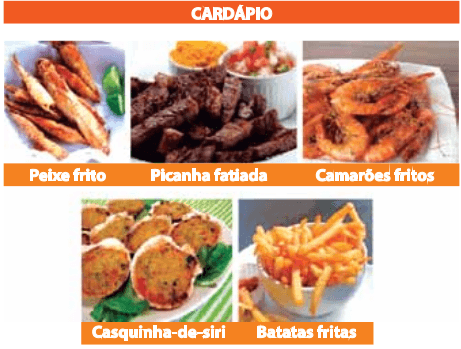 CARDÁPIO
Peixe frito
Picanha fatiada
Camarões fritos
Casquinha-de-siri
Batatas fritas